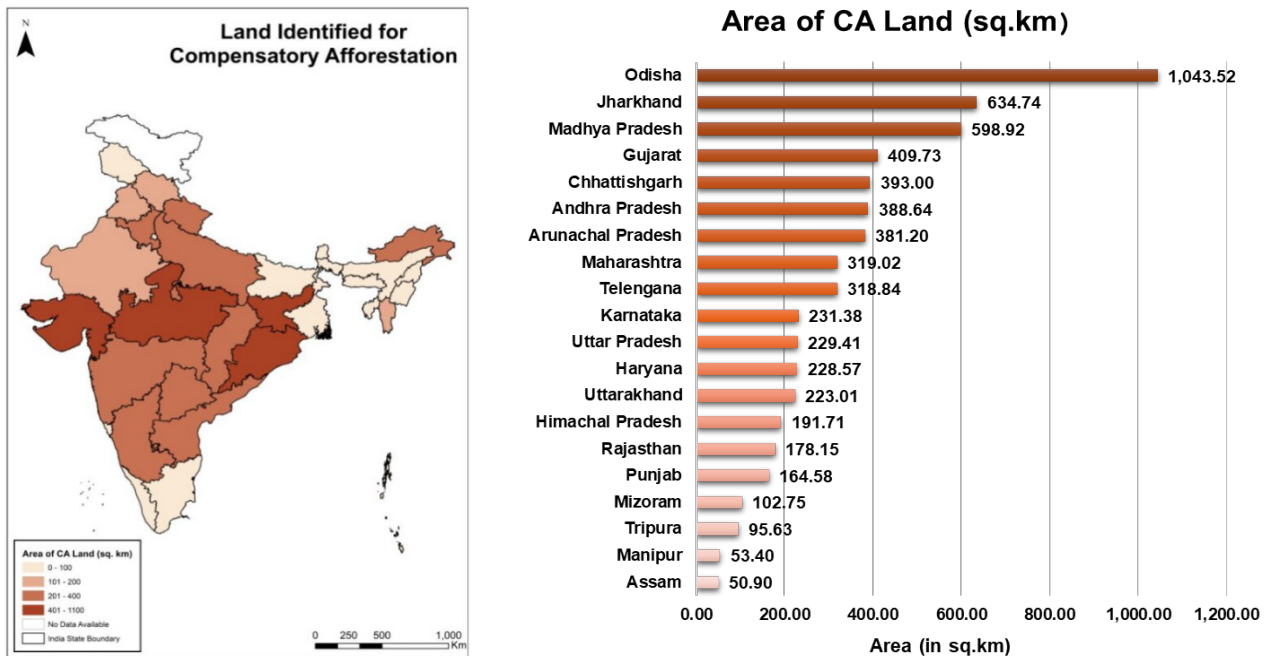 N
Land Identified for
Compensatory Afforestation
Area of CA Land (sq. km)
0 - 100
101 - 200
201 - 400
401 - 1100
No Data Available
India State Boundary
0 250 500 1,000
Km
Area of CA Land (sq.km)
Odisha 1,043.52
Jharkhand 634.74
Madhya Pradesh 598.92
Gujarat 409.73
Chhattishgarh 393.00
Andhra Pradesh 388.64
Arunachal Pradesh 381.20
Maharashtra 319.02
Telengana 318.84
Karnataka 231.38
Uttar Pradesh 229.41
Haryana 228.57
Uttarakhand 223.01
Himachal Pradesh 191.71
Rajasthan 178.15
Punjab 164.58
Mizoram 102.75
Tripura 95.63
Manipur 53.40
Assam 50.90
0.00 200.00 400.00 600.00 800.00 1,000.00 1,200.00
Area (in sq.km)